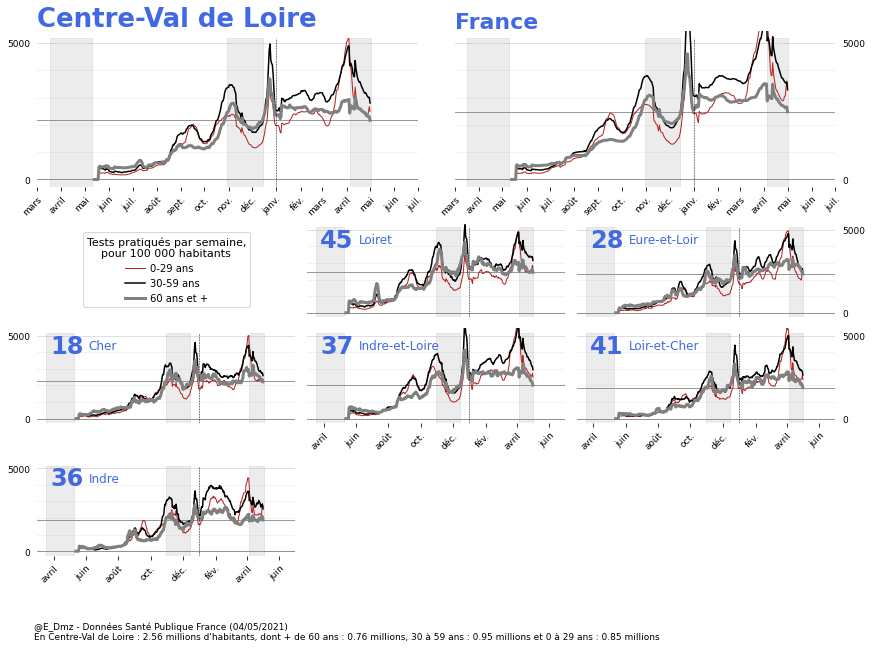 Centre-Val de Loire
France
5000
0
mars avril mai juin juil. août sept. oct. nov. déc. janv. fév. mars avril mai juin juil.
5000
0
mars avril mai juin juil. août sept. oct. nov. déc. janv. fév. mars avril mai juin juil.
Tests pratiqués par semaine,
pour 100 000 habitants
0-29 ans
30-59 ans
60 ans et +
45 Loiret
28 Eure-et-Loir
5000
0
5000
0
18 Cher
37 Indre-et-Loire
41 Loir-et-Cher
5000
0
avril juin août oct. déc. fév. avril juin
avril juin août oct. déc. fév. avril juin
5000
0
36 Indre
avril juin août oct. déc. fév. avril juin
@E_Dmz - Données Santé Publique France (04/05/2021)
En Centre-Val de Loire : 2.56 millions d'habitants, dont + de 60 ans : 0.76 millions, 30 à 59 ans : 0.95 millions et 0 à 29 ans : 0.85 millions